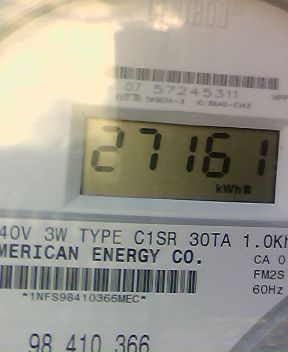 07 57245311
27161
kWh
40V 3W TYPE C1SR 30TA 1.0Kh
MERICAN ENERGY CO.
CA 0
FM2S
60Hz
*1NFS98410366MEC*
98 410 366